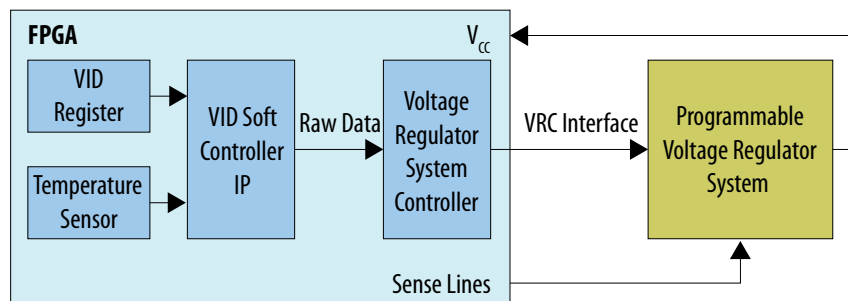 FPGA
VCC
VID
Register
Temperature
Sensor
VID Soft
Controller
IP
Raw Data
Voltage
Regulator
System
Controller
VRC Interface
Programmable
Voltage Regulator
System
Sense Lines